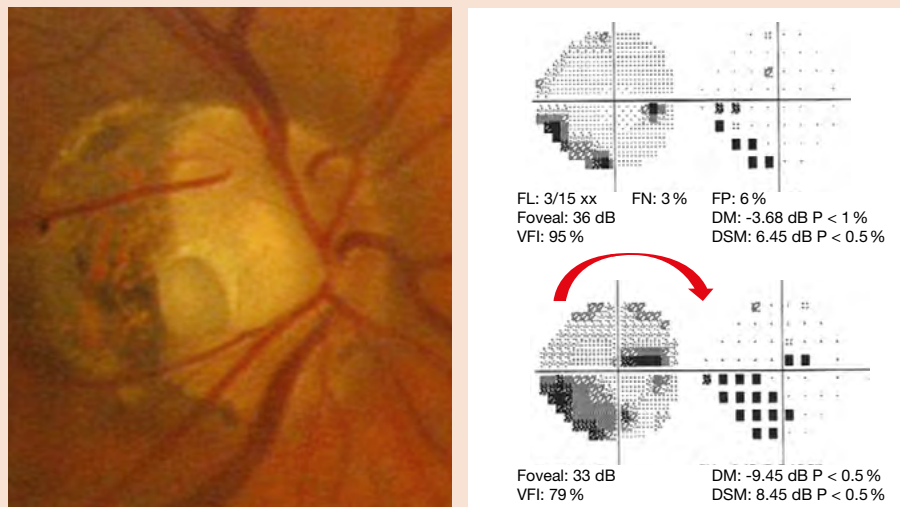 FL: 3/15 xx FN: 3 % FP: 6 %
Foveal: 36 dB DM: -3.68 dB P < 1 %
VFI: 95 % DSM: 6.45 dB P < 0.5 %
Foveal: 33 dB DM: -9.45 dB P < 0.5 %
VFI: 79 % DSM: 8.45 dB P < 0.5 %